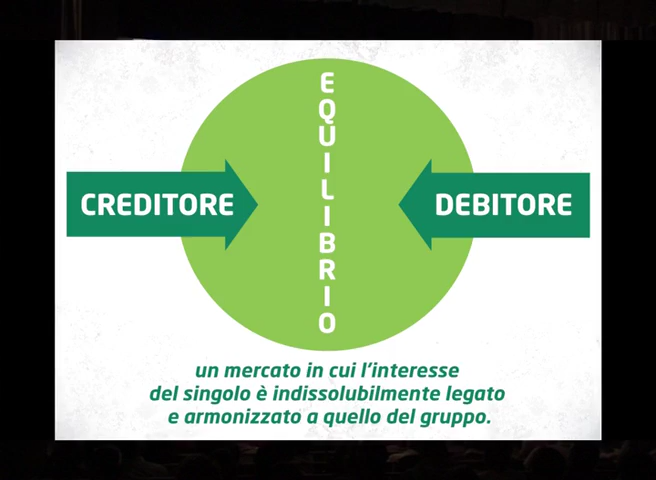 EQUILIBRIO
CREDITORE
DEBITORE
un mercato in cui l'interesse
del singolo è indissolubilmente legato
e armonizzato a quello del gruppo.